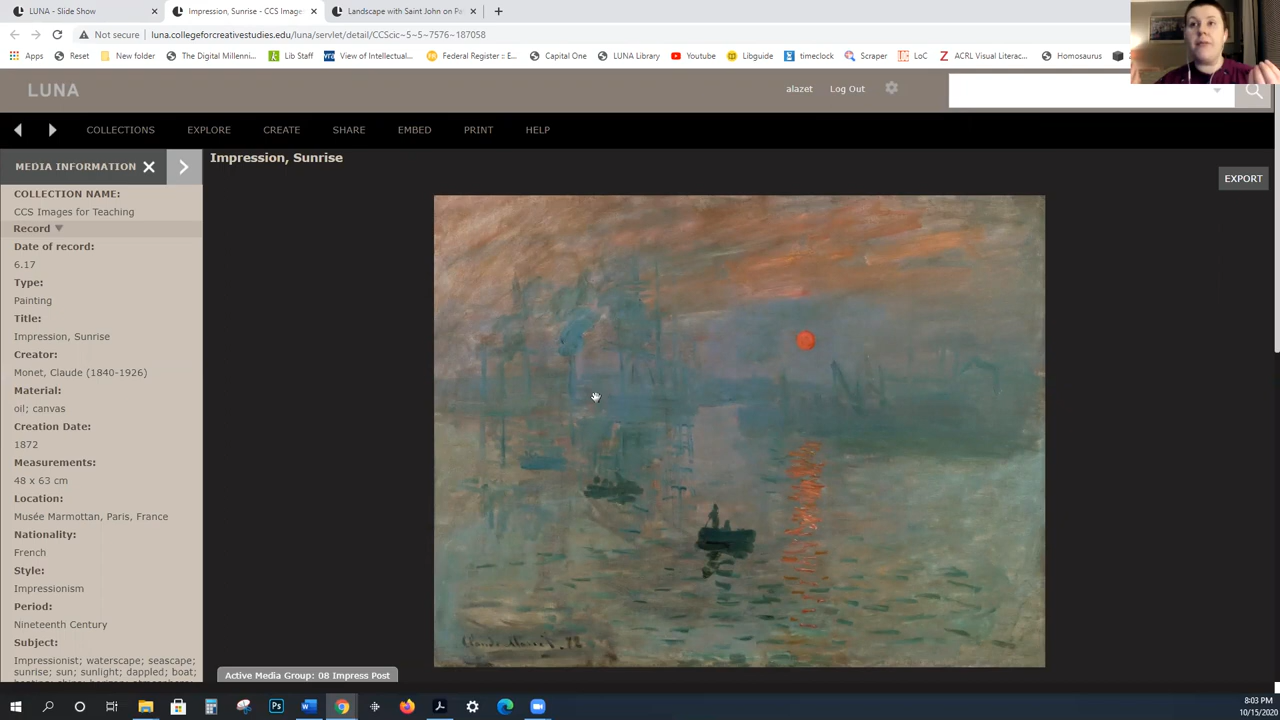 LUNA - Slide Show
Impression, Sunrise - CCS Image
Landscape with Saint John on Pa
Not secure | luna.collegeforcreativestudies.edu/luna/servlet/detail/CCScic~5~5~7576~187058
Apps Reset New folder The Digital Millenni... Lib Staff View of Intellectual... Federal Register :: E... Capital One LUNA Library Youtube Libguide timeclock Scraper LoC ACRL Visual Literac... Homosaurus
LUNA
alazet Log Out
COLLECTIONS EXPLORE CREATE SHARE EMBED PRINT HELP
MEDIA INFORMATION
Impression, Sunrise
EXPORT
COLLECTION NAME:
CCS Images for Teaching
Record
Date of record:
6.17
Type:
Painting
Title:
Impression, Sunrise
Creator:
Monet, Claude (1840-1926)
Material:
oil; canvas
Creation Date:
1872
Measurements:
48 x 63 cm
Location:
Musée Marmottan, Paris, France
Nationality:
French
Style:
Impressionism
Period:
Nineteenth Century
Subject:
Impressionist; waterscape; seascape;
sunrise; sun; sunlight; dappled; boat;
Active Media Group: 08 Impress Post
8:03 PM
10/15/2020